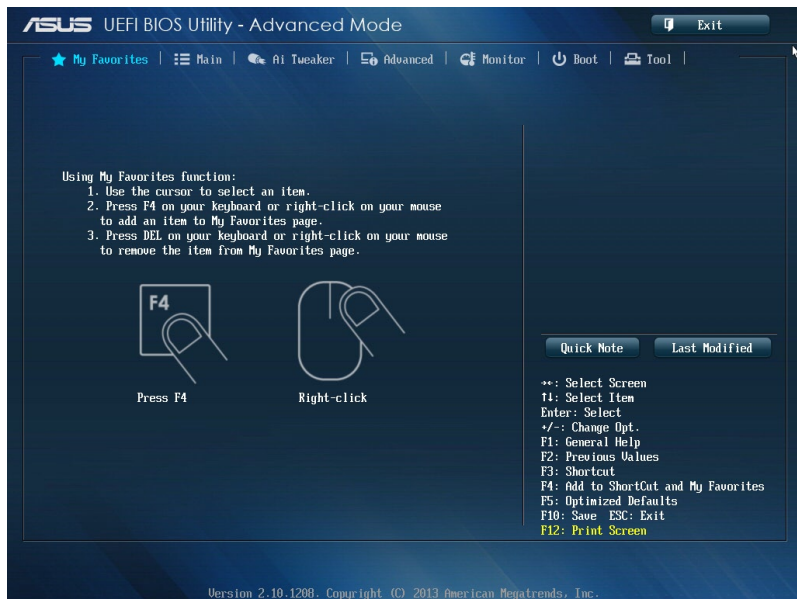 ASUS UEFI BIOS Utility - Advanced Mode
Exit
My Favorites | Main | Ai Tweaker | Advanced | Monitor | Boot | Tool |
Using My Favorites function:
1. Use the cursor to select an item.
2. Press F4 on your keyboard or right-click on your mouse
to add an item to My Favorites page.
3. Press DEL on your keyboard or right-click on your mouse
to remove the item from My Favorites page.
F4
Press F4
Right-click
Quick Note
Last Modified
→←: Select Screen
↑↓: Select Item
Enter: Select
+/-: Change Opt.
F1: General Help
F2: Previous Values
F3: Shortcut
F4: Add to ShortCut and My Favorites
F5: Optimized Defaults
F10: Save ESC: Exit
F12: Print Screen
Version 2.10.1208. Copyright (C) 2013 American Megatrends, Inc.